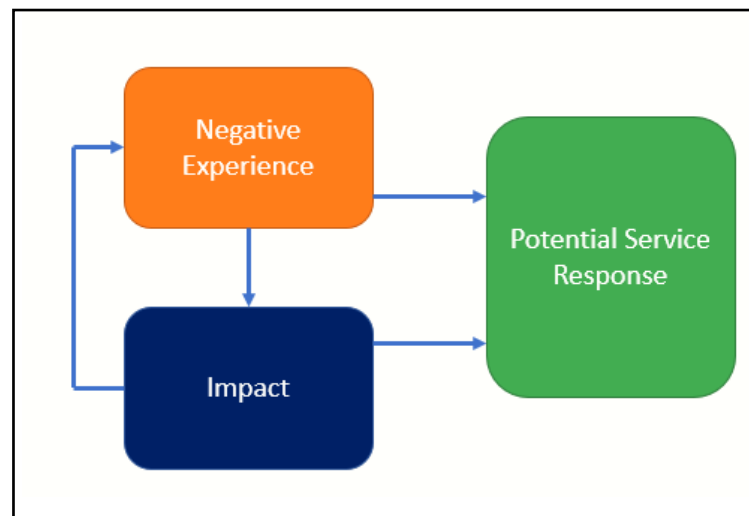 Negative
Experience
Potential Service
Response
Impact